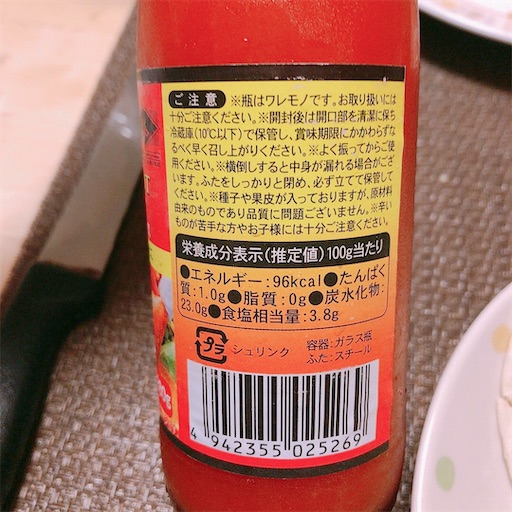 ご注意 ※瓶はワレモノです。お取り扱いには
十分ご注意ください。※開封後は開口部を清潔に保ち
冷蔵庫(10℃以下)で保管し、賞味期限にかかわらずな
るべく早く召し上がりください。※よく振ってからご使
用ください。※横倒しすると中身が漏れる場合がござ
います。ふたをしっかりと閉め、必ず立てて保管して
ください。※種子や果皮が入っておりますが、原材料
由来のものであり品質に問題ございません。※辛い
ものが苦手な方やお子様には十分ご注意ください。
栄養成分表示(推定値)100g当たり
●エネルギー:96kcal●たんぱく
質:1.0g●脂質:0g●炭水化物:
23.0g●食塩相当量:3.8g
プラ シュリンク 容器:ガラス瓶
ふた:スチール
4 942355 025269